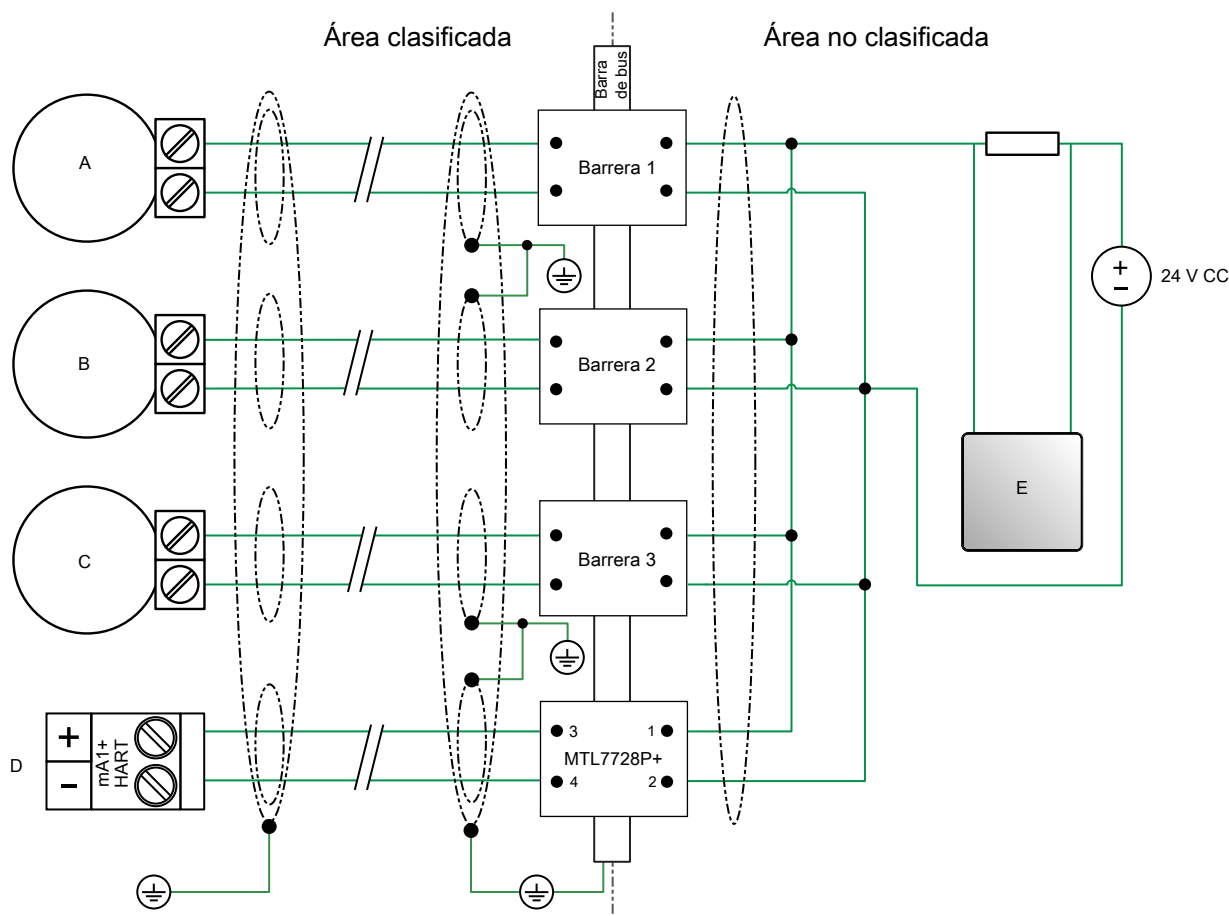 Área clasificada
Área no clasificada
Barra
de bus
A
Barrera 1
+
-
24 V CC
B
Barrera 2
E
C
Barrera 3
D
+
-
mA1+
HART
3
4
MTL7728P+
1
2